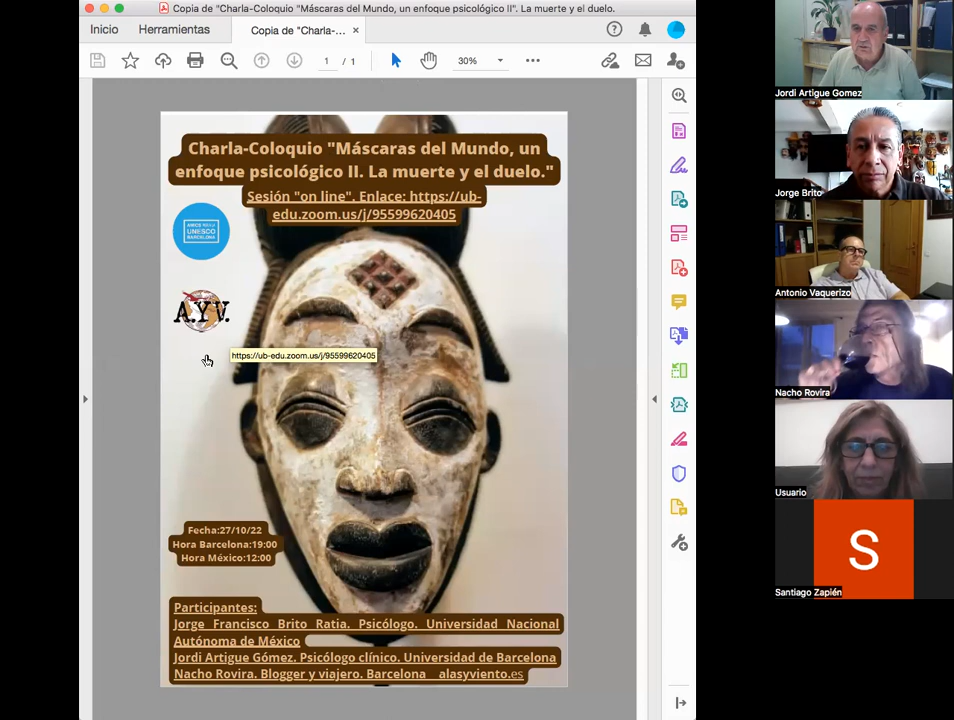 Copia de "Charla-Coloquio "Máscaras del Mundo, un enfoque psicológico II". La muerte y el duelo.
Inicio
Herramientas
Copia de "Charla-...
1 / 1
30%
Charla-Coloquio "Máscaras del Mundo, un
enfoque psicológico II. La muerte y el duelo."
Sesión "on line". Enlace: https://ub-
edu.zoom.us/j/95599620405
UNESCO
BARCELONA
A.Y.V.
https://ub-edu.zoom.us/j/95599620405
Fecha:27/10/22
Hora Barcelona:19:00
Hora México:12:00
Participantes:
Jorge Francisco Brito Ratia. Psicólogo. Universidad Nacional
Autónoma de México
Jordi Artigue Gómez. Psicólogo clínico. Universidad de Barcelona
Nacho Rovira. Blogger y viajero. Barcelona alasyviento.es
Jordi Artigue Gomez
Jorge Brito
Antonio Vaquerizo
Nacho Rovira
Usuario
S
Santiago Zapién